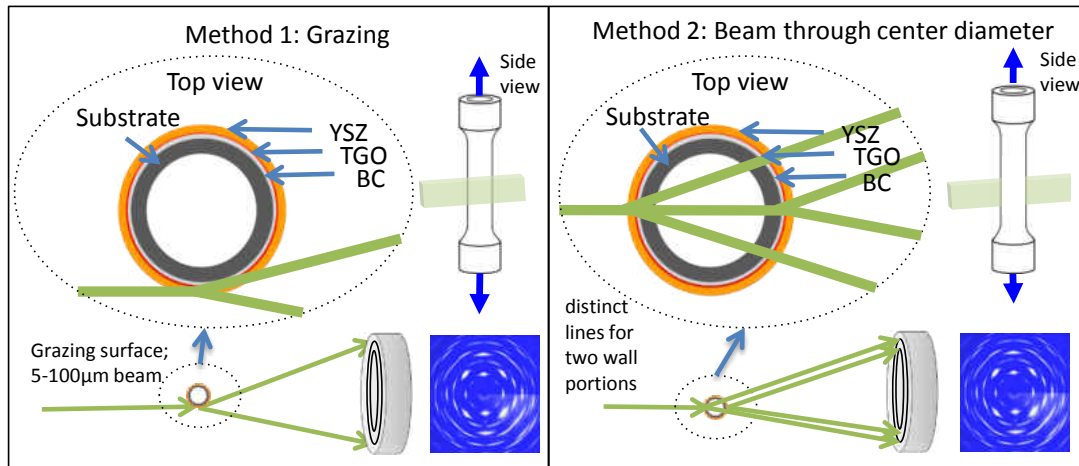 Method 1: Grazing
Top view
Substrate
YSZ
TGO
BC
Side
view
Grazing surface;
5-100µm beam
Method 2: Beam through center diameter
Top view
Substrate
YSZ
TGO
BC
Side
view
distinct
lines for
two wall
portions